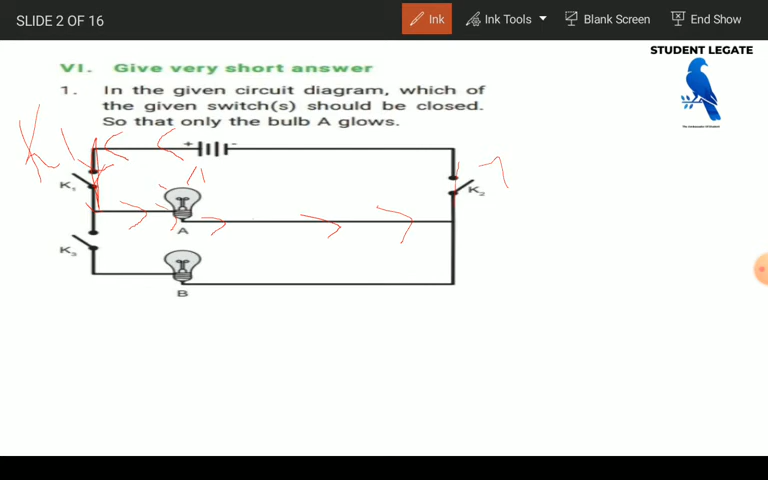 SLIDE 2 OF 16
Ink
Ink Tools
Blank Screen
End Show
STUDENT LEGATE
VI. Give very short answer
1. In the given circuit diagram, which of
the given switch(s) should be closed.
So that only the bulb A glows.
+ -
K₁
K₂
A
K₃
B